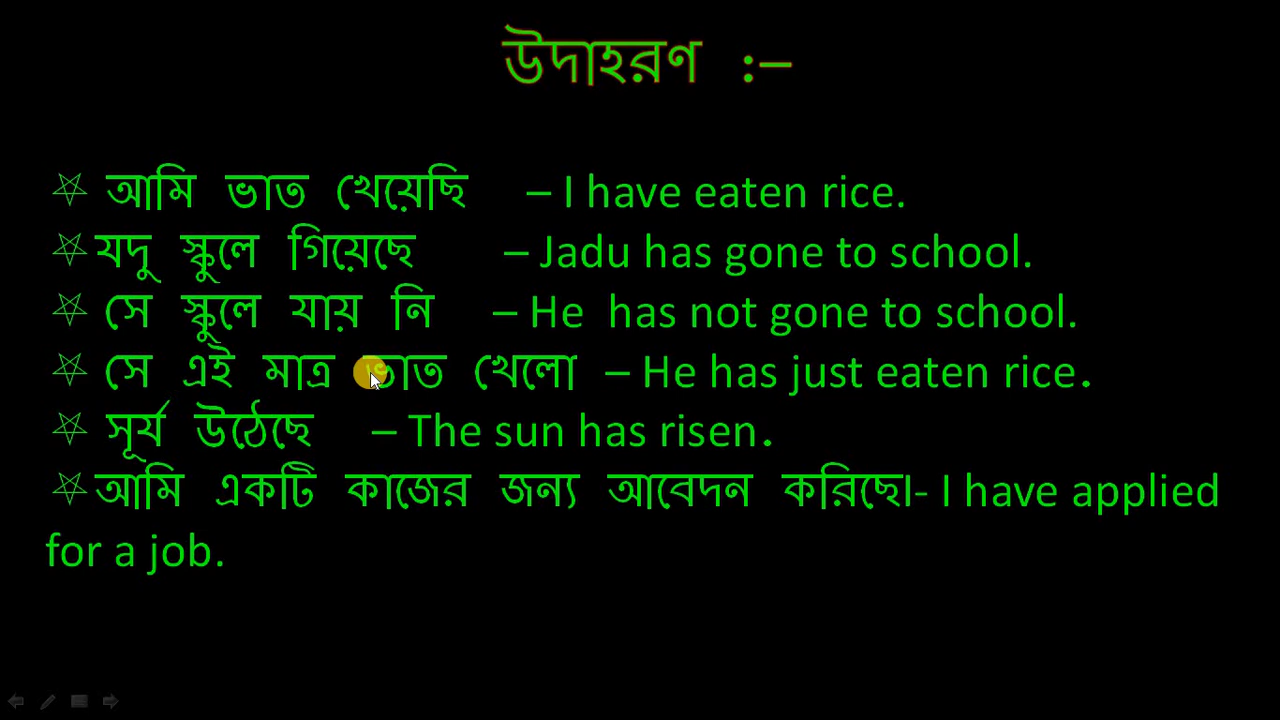 উদাহরণ :–
আমি ভাত খেয়েছি – I have eaten rice.
যদু স্কুলে গিয়েছে – Jadu has gone to school.
সে স্কুলে যায় নি – He has not gone to school.
সে এই মাত্র ভাত খেলো – He has just eaten rice.
সূর্য উঠেছে – The sun has risen.
আমি একটি কাজের জন্য আবেদন করিছে।- I have applied
for a job.